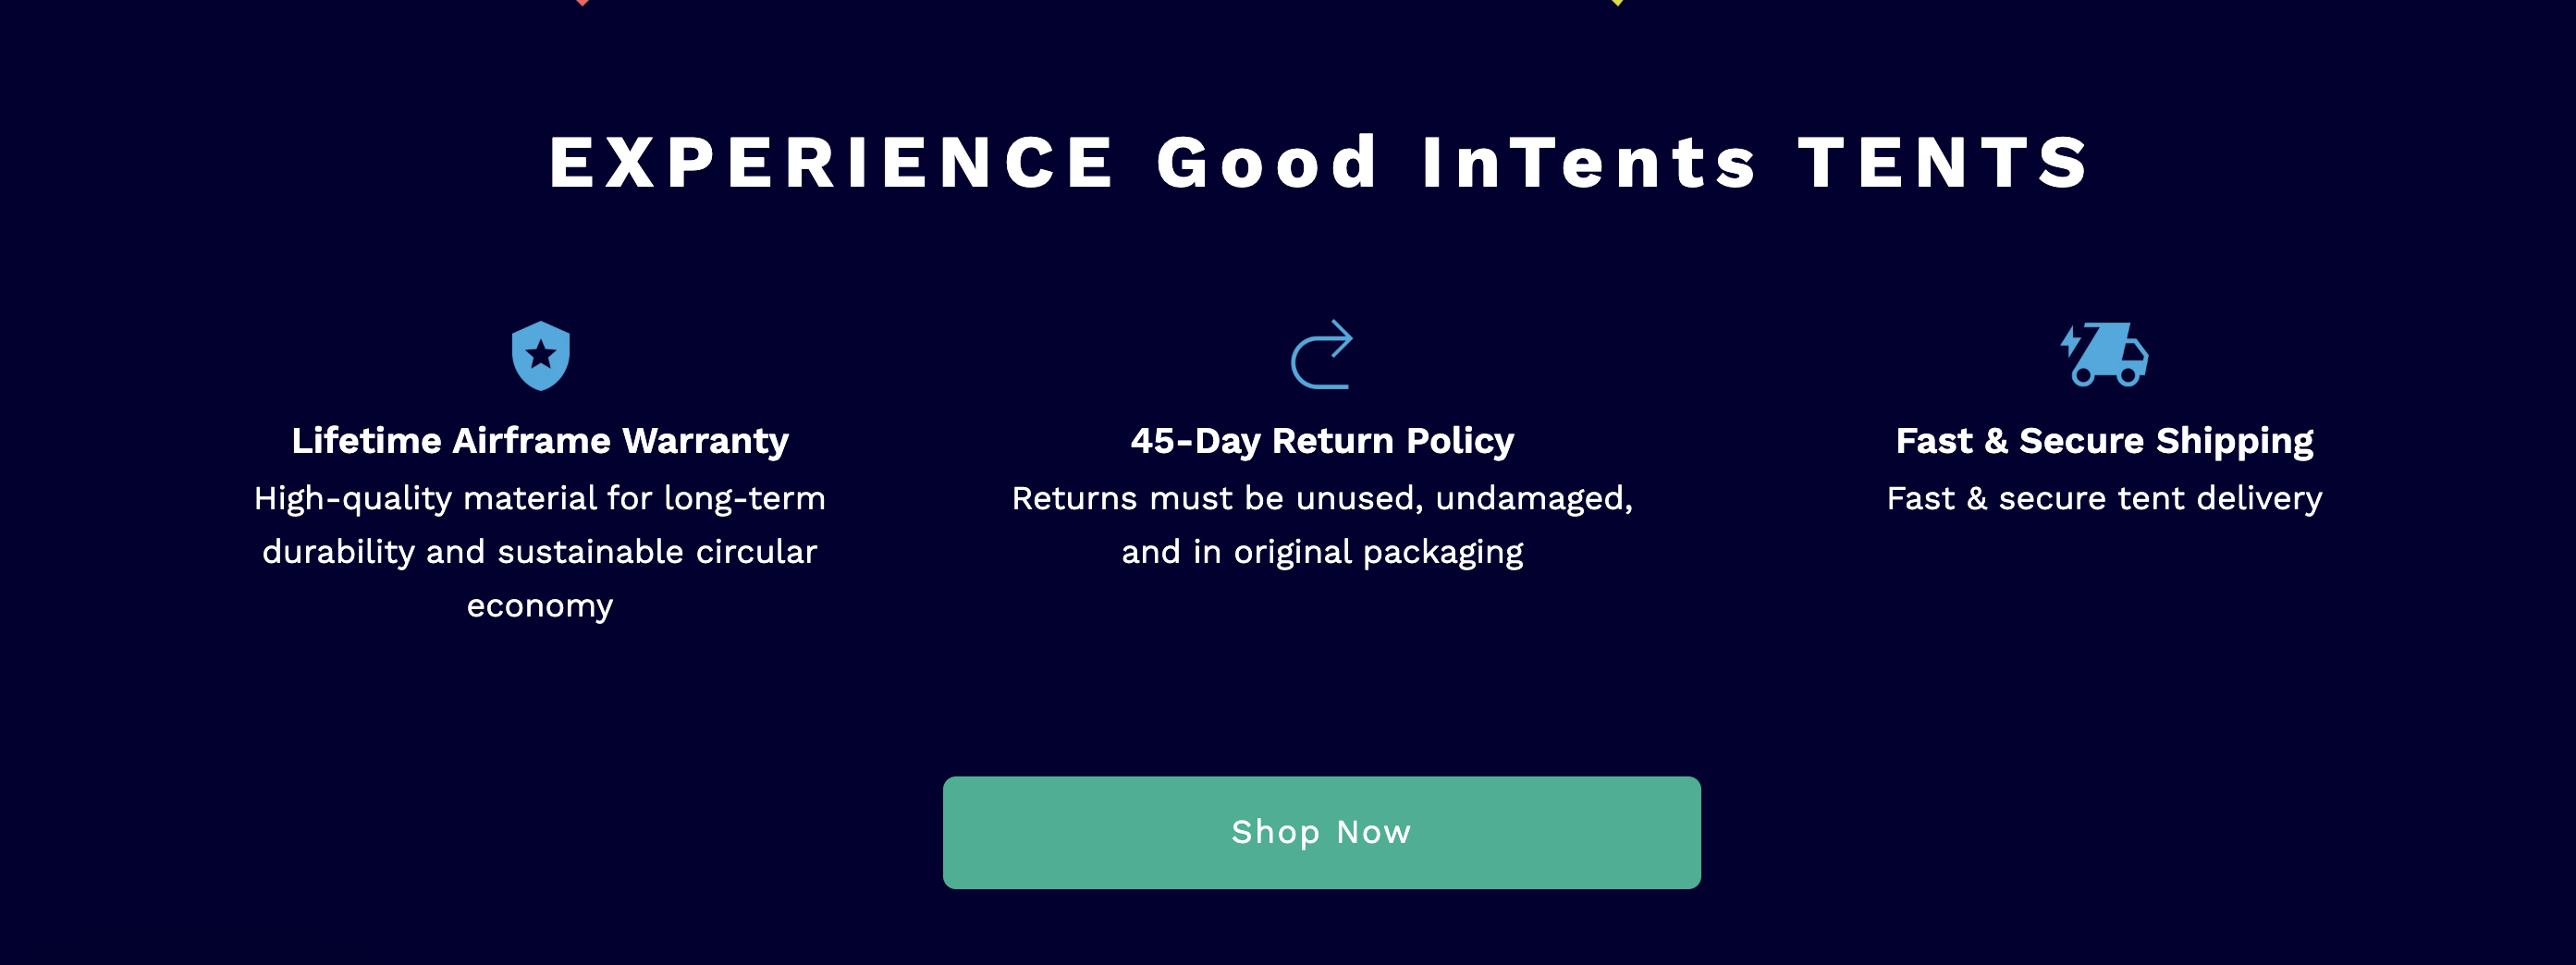 EXPERIENCE Good InTents TENTS
Lifetime Airframe Warranty
High-quality material for long-term
durability and sustainable circular
economy
45-Day Return Policy
Returns must be unused, undamaged,
and in original packaging
Fast & Secure Shipping
Fast & secure tent delivery
Shop Now